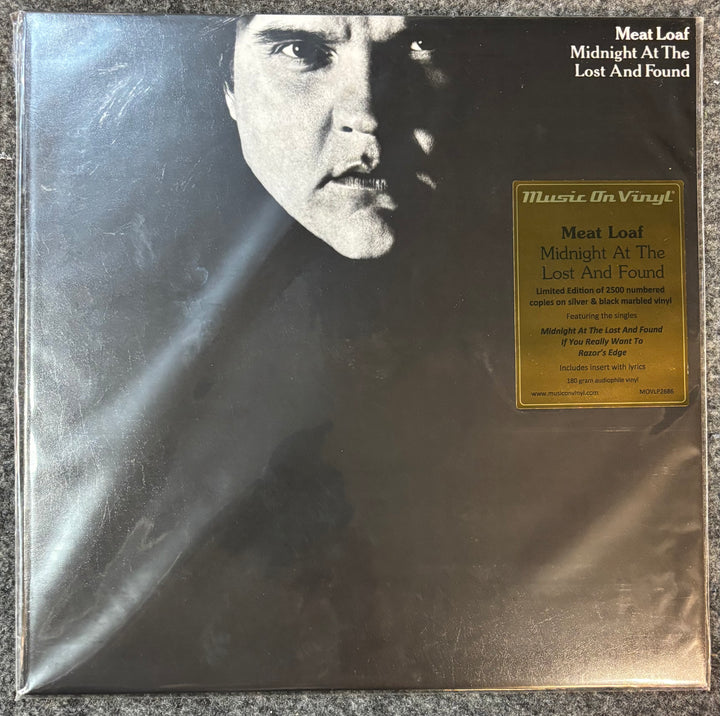 Meat Loaf
Midnight At The
Lost And Found
Music On Vinyl®
Meat Loaf
Midnight At The
Lost And Found
Limited Edition of 2500 numbered
copies on silver & black marbled vinyl
Featuring the singles
Midnight At The Lost And Found
If You Really Want To
Razor's Edge
Includes insert with lyrics
180 gram audiophile vinyl
www.musiconvinyl.com MOVLP2686